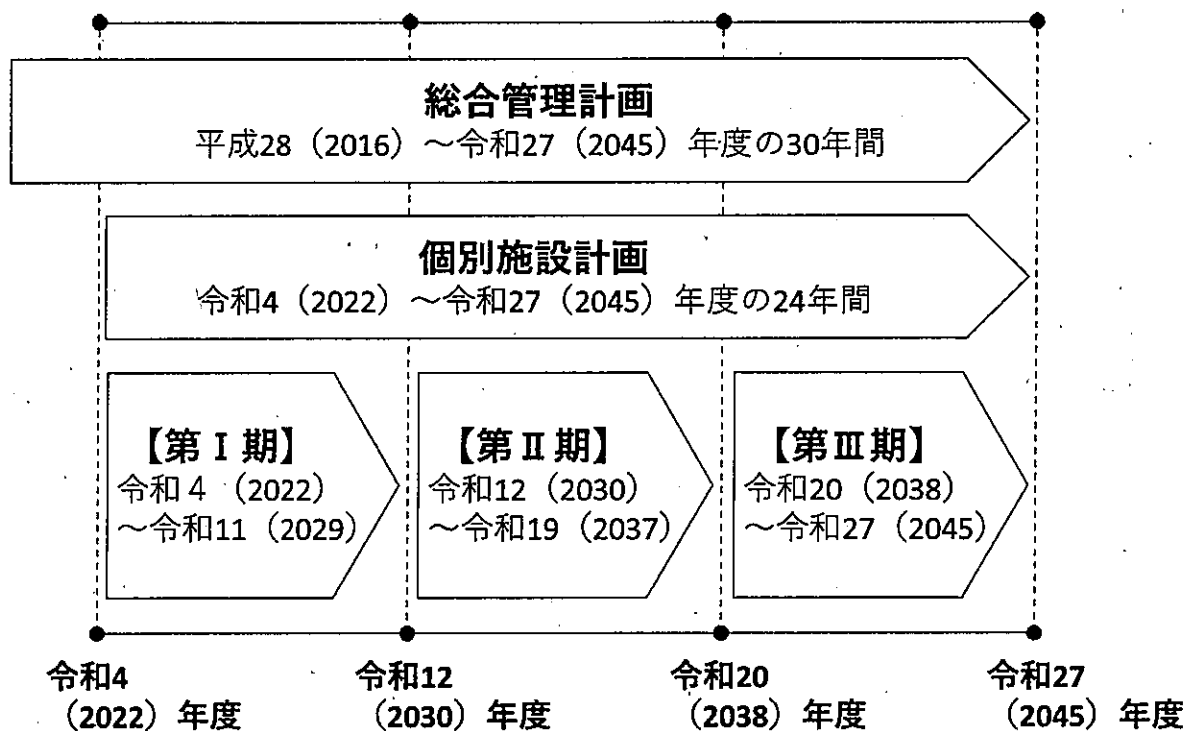 総合管理計画
平成28（2016）～令和27（2045）年度の30年間
個別施設計画
令和4（2022）～令和27（2045）年度の24年間
【第Ⅰ期】
令和４（2022）
～令和11（2029）
【第Ⅱ期】
令和12（2030）
～令和19（2037）
【第Ⅲ期】
令和20（2038）
～令和27（2045）
令和4
（2022）年度
令和12
（2030）年度
令和20
（2038）年度
令和27
（2045）年度